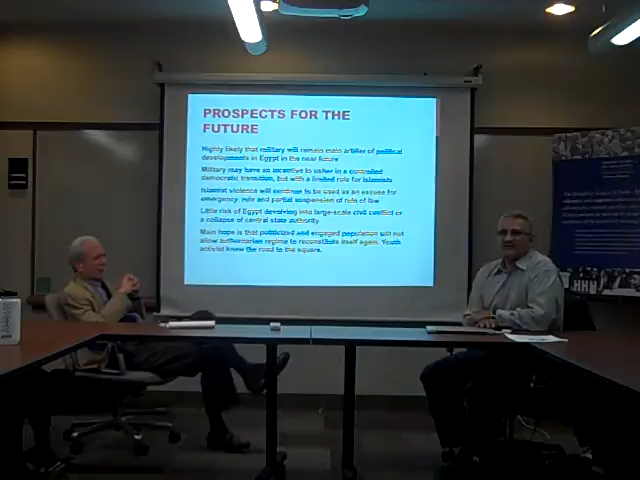 PROSPECTS FOR THE
FUTURE
Highly likely that military will remain main arbiter of political
developments in Egypt in the near future
Military may have an incentive to usher in a controlled
democratic transition, but with a limited role for Islamists
Islamist violence will continue to be used as an excuse for
emergency rule and partial suspension of rule of law
Little risk of Egypt devolving into large-scale civil conflict or
a collapse of central state authority
Main hope is that politicized and engaged population will not
allow authoritarian regime to reconstitute itself again. Youth
activist knew the road to the square.